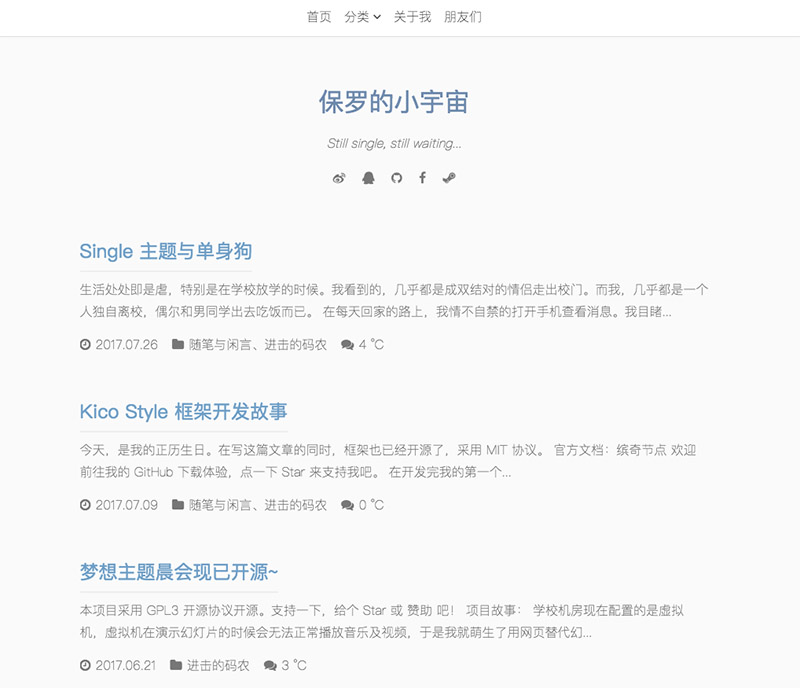 首页 分类 关于我 朋友们
保罗的小宇宙
Still single, still waiting...
Single 主题与单身狗
生活处处即是虐，特别是在学校放学的时候。我看到的，几乎都是成双结对的情侣走出校门。而我，几乎都是一个
人独自离校，偶尔和男同学出去吃饭而已。 在每天回家的路上，我情不自禁的打开手机查看消息。我目睹...
2017.07.26 随笔与闲言、进击的码农 4 ℃
Kico Style 框架开发故事
今天，是我的正历生日。在写这篇文章的同时，框架也已经开源了，采用 MIT 协议。 官方文档：缤奇节点 欢迎
前往我的 GitHub 下载体验，点一下 Star 来支持我吧。 在开发完我的第一个...
2017.07.09 随笔与闲言、进击的码农 0 ℃
梦想主题晨会现已开源~
本项目采用 GPL3 开源协议开源。支持一下，给个 Star 或 赞助 吧！ 项目故事： 学校机房现在配置的是虚拟
机，虚拟机在演示幻灯片的时候会无法正常播放音乐及视频，于是我就萌生了用网页替代幻...
2017.06.21 进击的码农 3 ℃